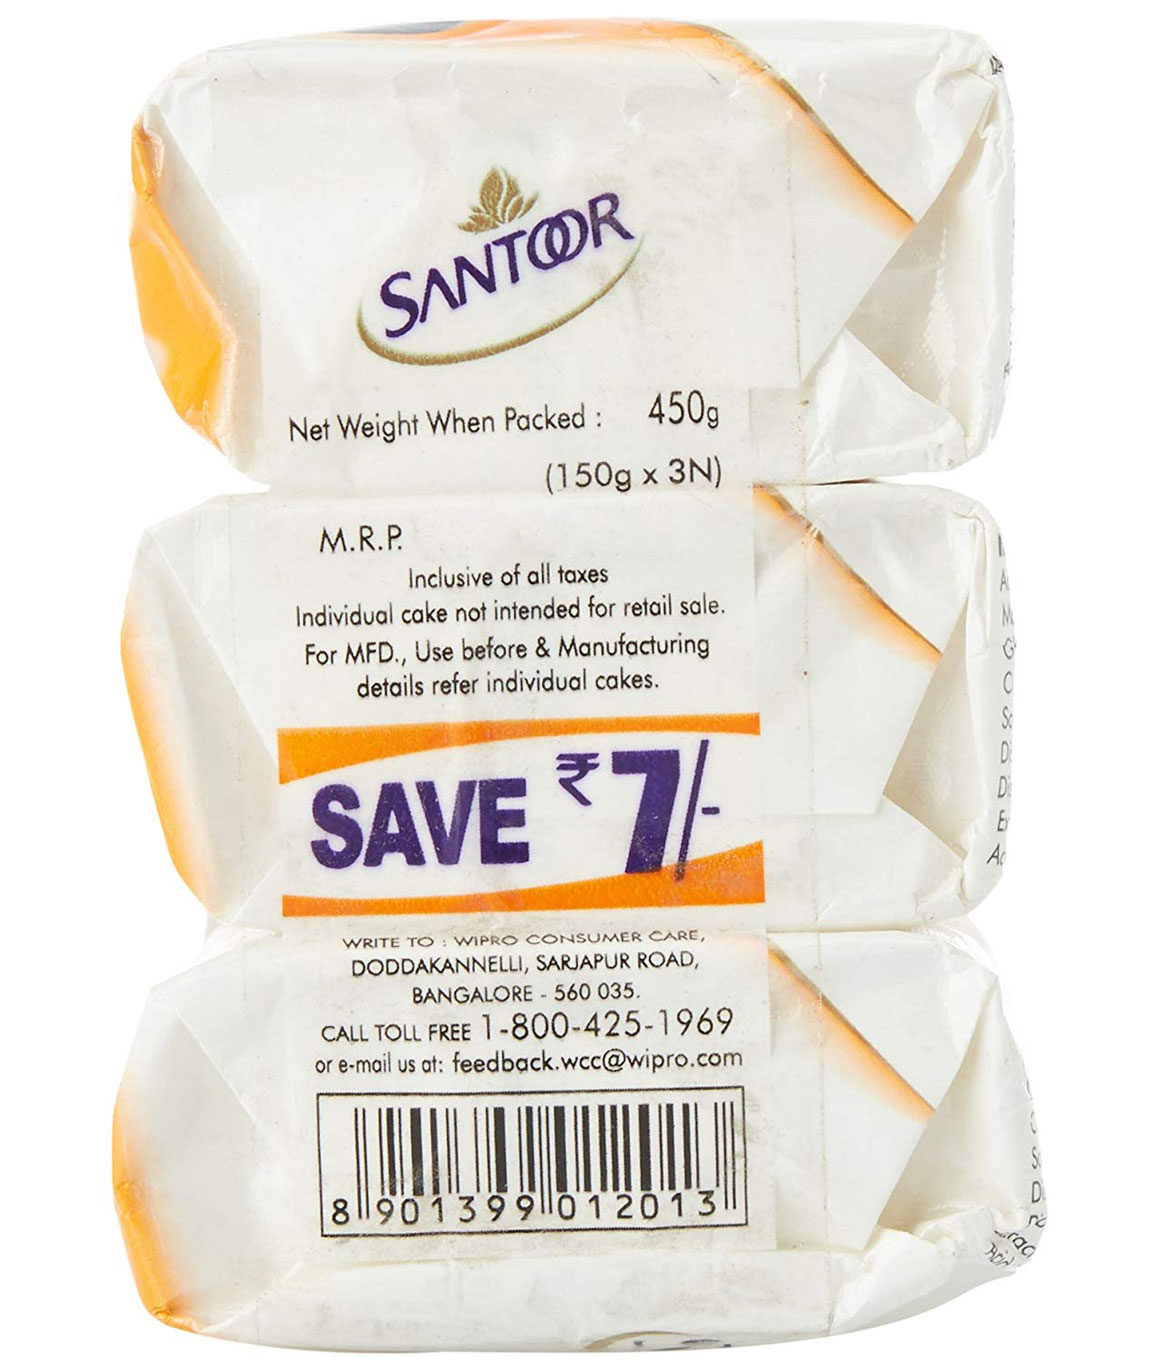 SANTOOR
Net Weight When Packed : 450g
(150g x 3N)
M.R.P.
Inclusive of all taxes
Individual cake not intended for retail sale.
For MFD., Use before & Manufacturing
details refer individual cakes.
SAVE ₹ 7/-
WRITE TO : WIPRO CONSUMER CARE,
DODDAKANNELLI, SARJAPUR ROAD,
BANGALORE - 560 035.
CALL TOLL FREE 1-800-425-1969
or e-mail us at: feedback.wcc@wipro.com
8 901399 012013